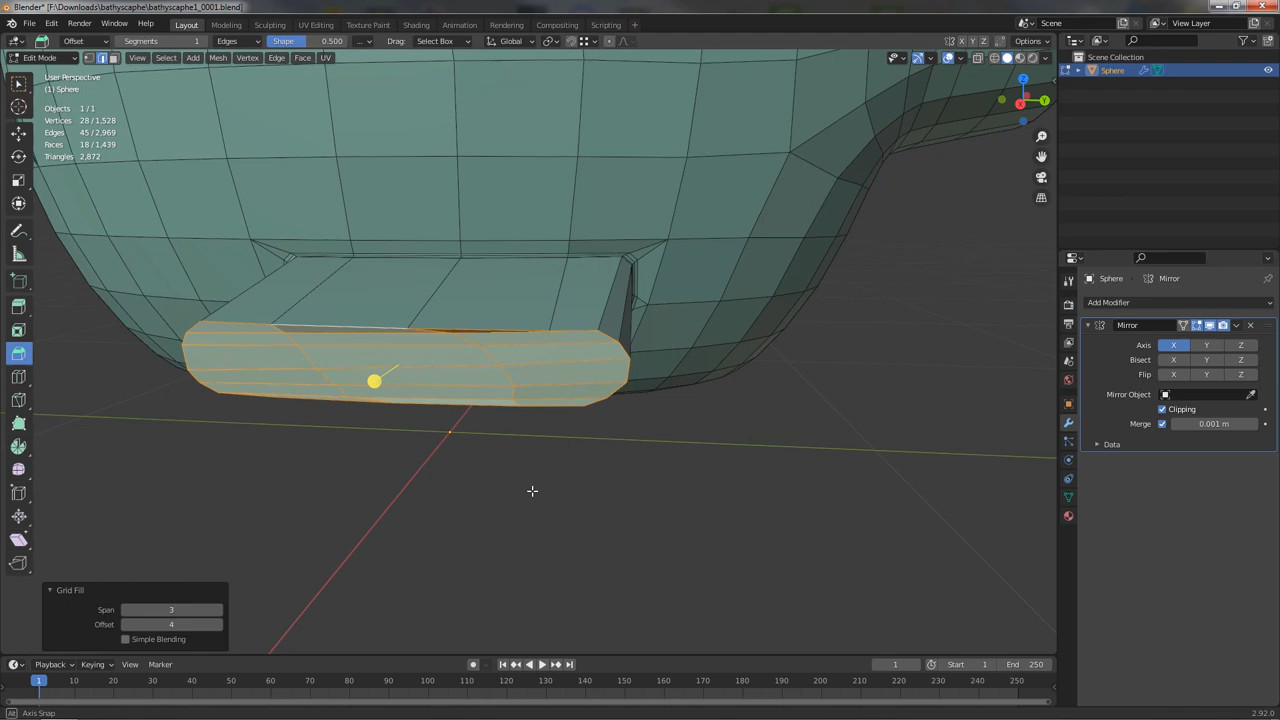 Blender* [F:\Downloads\bathyscaphe\bathyscaphe1_0001.blend]
File Edit Render Window Help Layout Modeling Sculpting UV Editing Texture Paint Shading Animation Rendering Compositing Scripting Scene View Layer
Offset Segments 1 Edges Shape 0.500 ... Drag: Select Box Global X Y Z Options
Edit Mode View Select Add Mesh Vertex Edge Face UV
User Perspective
(1) Sphere
Objects 1 / 1
Vertices 28 / 1,528
Edges 45 / 2,969
Faces 18 / 1,439
Triangles 2,872
Z
Y
X
Scene Collection
Sphere
Sphere Mirror
Add Modifier
Mirror
Axis X Y Z
Bisect X Y Z
Flip X Y Z
Mirror Object
Clipping
Merge 0.001 m
Data
Grid Fill
Span 3
Offset 4
Simple Blending
Playback Keying View Marker 1 Start 1 End 250
1 10 20 30 40 50 60 70 80 90 100 110 120 130 140 150 160 170 180 190 200 210 220 230 240 250
Alt Axis Snap 2.92.0